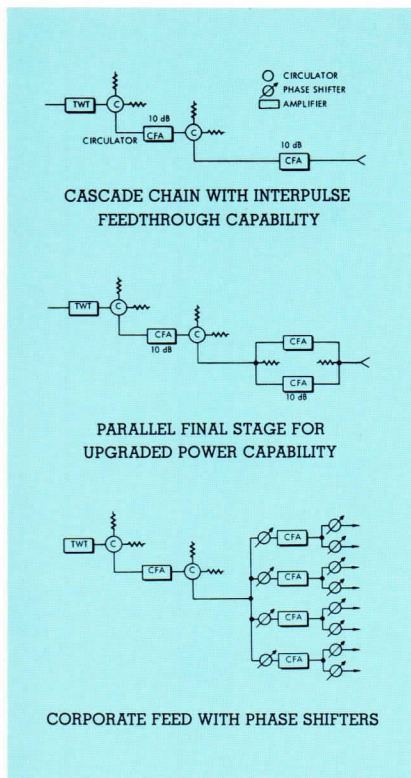 CIRCULATOR
PHASE SHIFTER
AMPLIFIER
TWT
C
10 dB
CIRCULATOR
CFA
C
10 dB
CFA
CASCADE CHAIN WITH INTERPULSE
FEEDTHROUGH CAPABILITY
TWT
C
CFA
10 dB
C
CFA
CFA
10 dB
PARALLEL FINAL STAGE FOR
UPGRADED POWER CAPABILITY
TWT
C
CFA
C
CFA
CFA
CFA
CFA
CORPORATE FEED WITH PHASE SHIFTERS